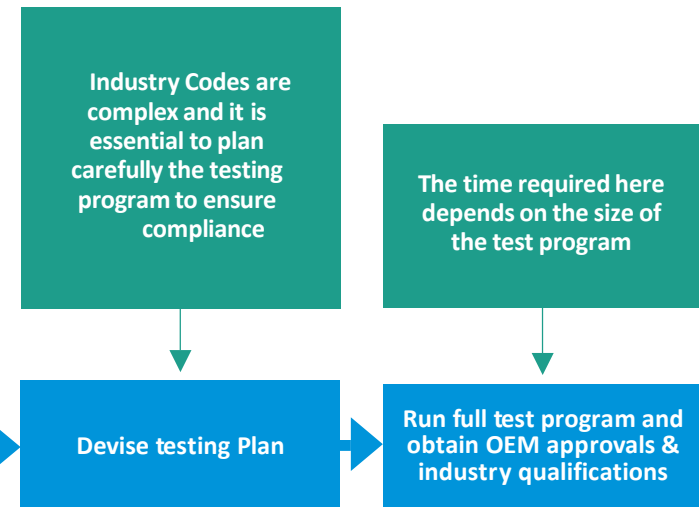 Industry Codes are
complex and it is
essential to plan
carefully the testing
program to ensure
compliance
The time required here
depends on the size of
the test program
Devise testing Plan
Run full test program and
obtain OEM approvals &
industry qualifications